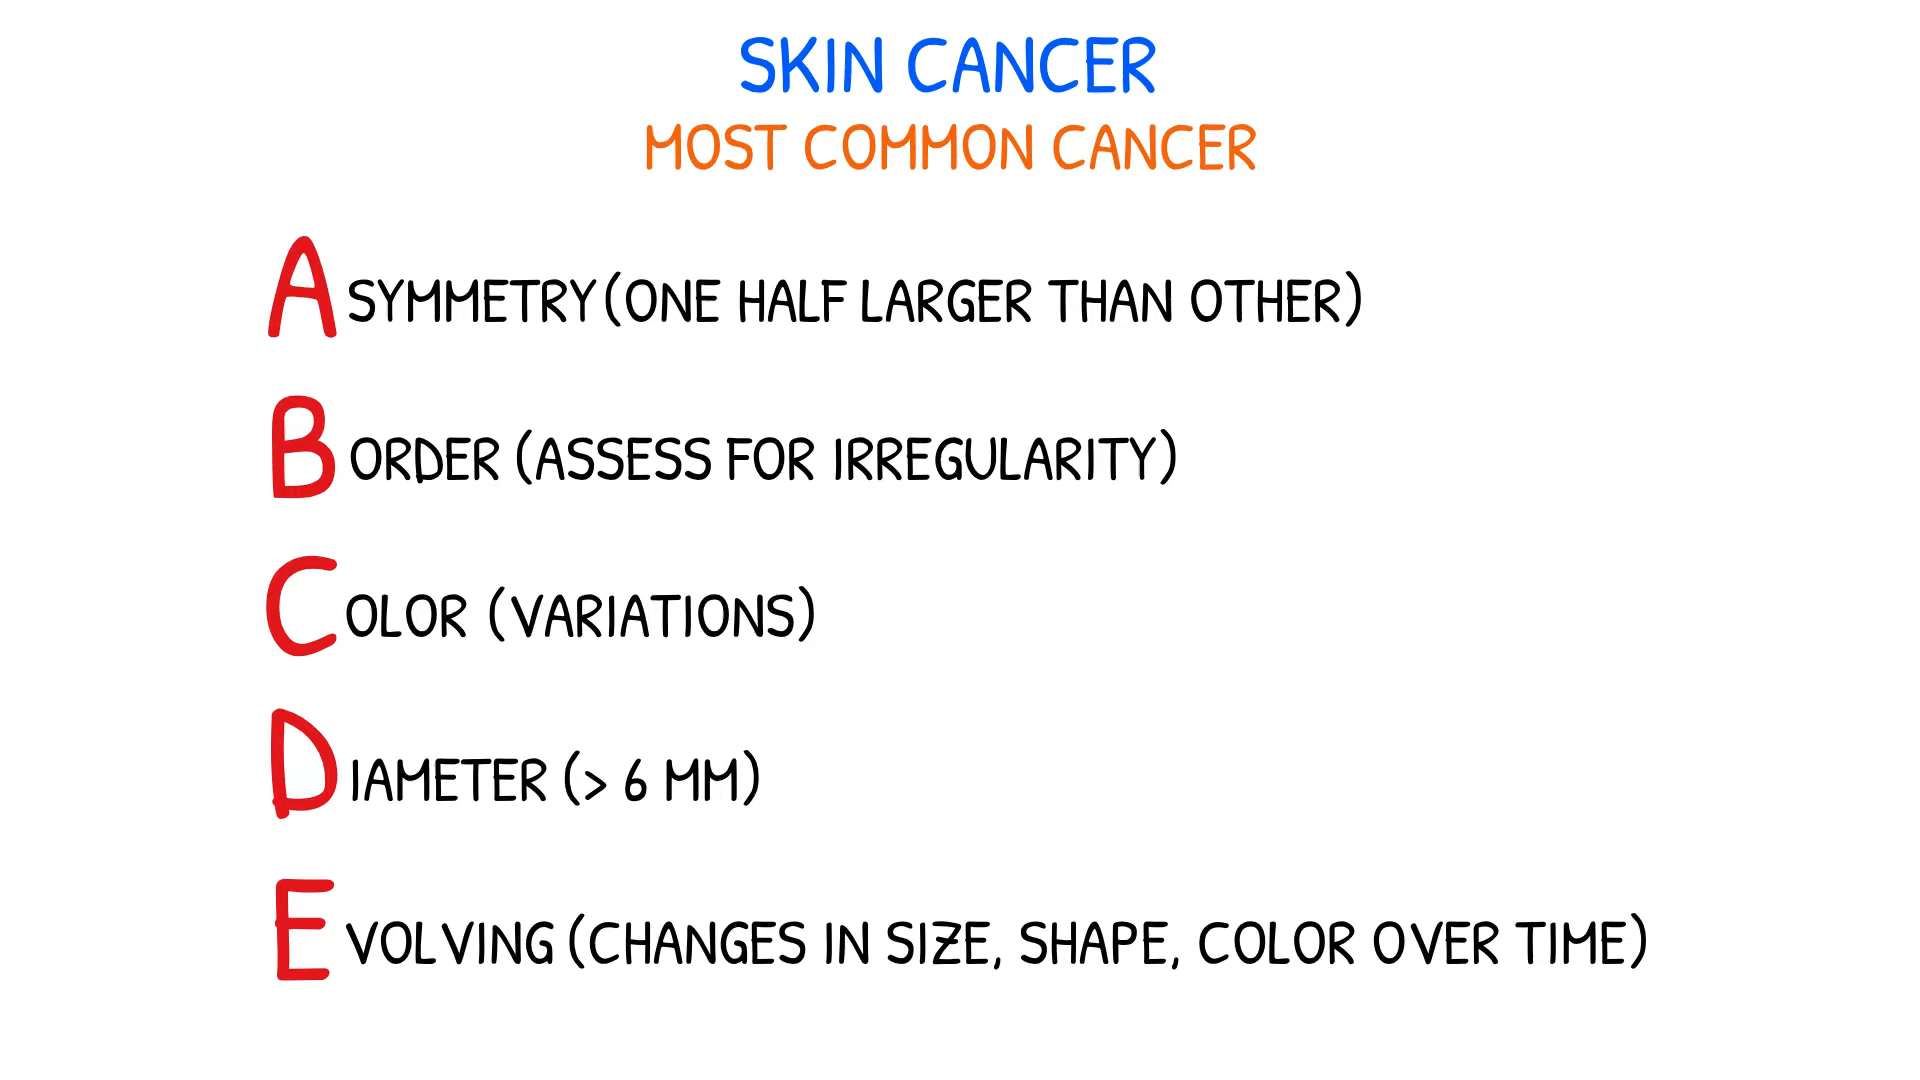 SKIN CANCER
MOST COMMON CANCER
ASYMMETRY (ONE HALF LARGER THAN OTHER)
BORDER (ASSESS FOR IRREGULARITY)
COLOR (VARIATIONS)
DIAMETER (> 6 MM)
EVOLVING (CHANGES IN SIZE, SHAPE, COLOR OVER TIME)